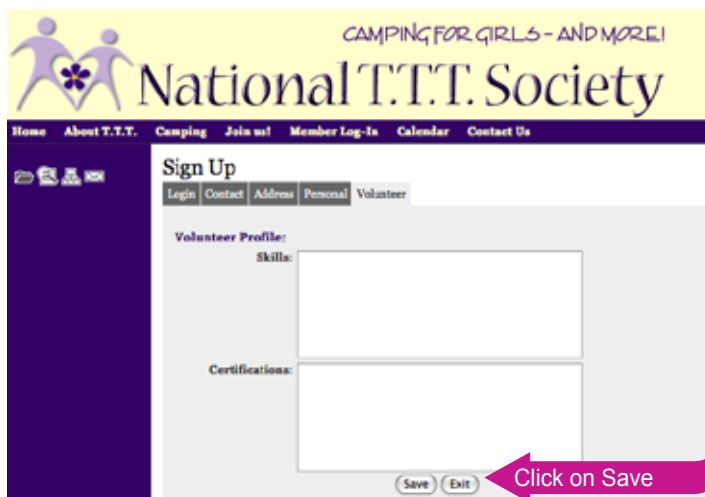 CAMPING FOR GIRLS - AND MORE!
National T.T.T. Society
Home About T.T.T. Camping Join us! Member Log-In Calendar Contact Us
Sign Up
Login Contact Address Personal Volunteer
Volunteer Profile:
Skills:
Certifications:
Save Exit
Click on Save